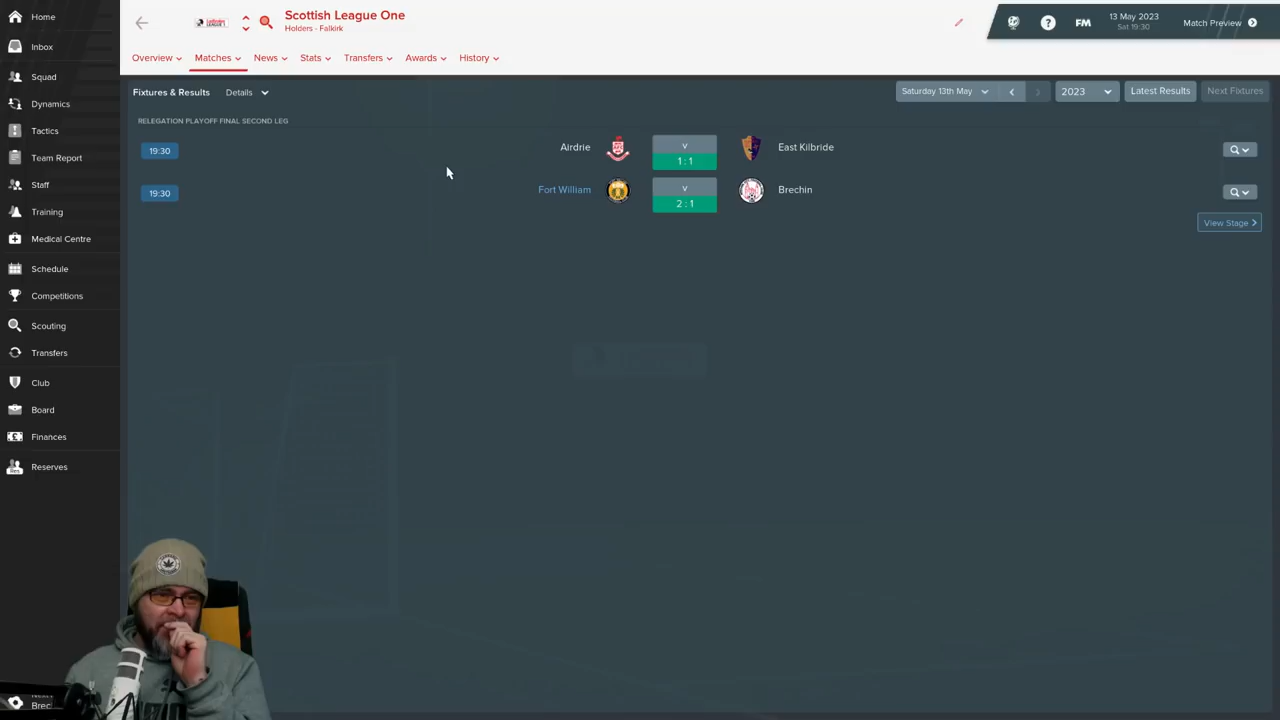 Home
Inbox
Squad
Dynamics
Tactics
Team Report
Staff
Training
Medical Centre
Schedule
Competitions
Scouting
Transfers
Club
Board
Finances
Reserves
Scottish League One
Holders - Falkirk
FM
13 May 2023
Sat 19:30
Match Preview
Overview
Matches
News
Stats
Transfers
Awards
History
Fixtures & Results
Details
Saturday 13th May
2023
Latest Results
Next Fixtures
RELEGATION PLAYOFF FINAL SECOND LEG
19:30
Airdrie
v
1 : 1
East Kilbride
19:30
Fort William
v
2 : 1
Brechin
View Stage